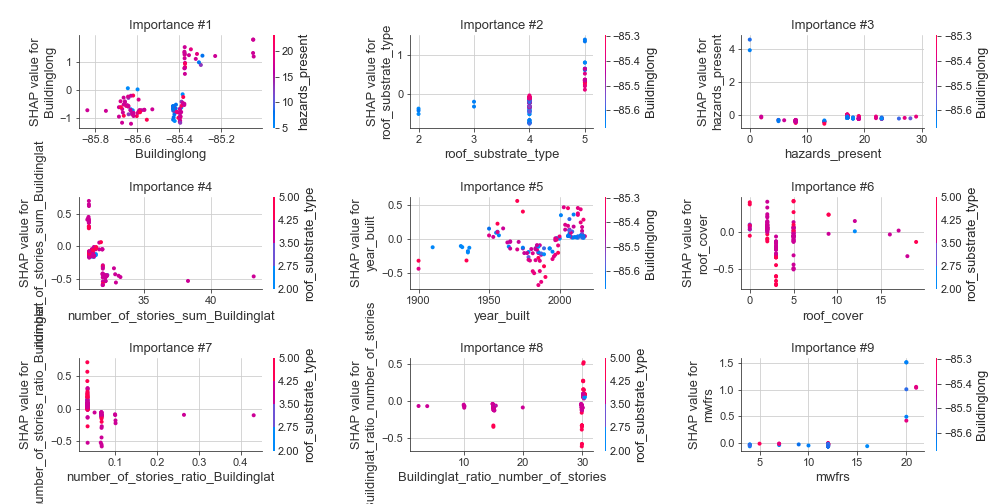 Importance #1
SHAP value for
Buildinglong
1
0
−1
−85.8
−85.6
−85.4
−85.2
Buildinglong
20
15
10
5
hazards_present
Importance #2
SHAP value for
roof_substrate_type
1
0
2
3
4
5
roof_substrate_type
−85.3
−85.4
−85.5
−85.6
Buildinglong
Importance #3
SHAP value for
hazards_present
4
2
0
0
10
20
30
hazards_present
−85.3
−85.4
−85.5
−85.6
Buildinglong
Importance #4
SHAP value for
number_of_stories_sum_Buildinglat
0.5
0.0
−0.5
35
40
number_of_stories_sum_Buildinglat
5.00
4.25
3.50
2.75
2.00
roof_substrate_type
Importance #5
SHAP value for
year_built
0.5
0.0
−0.5
1900
1950
2000
year_built
−85.3
−85.4
−85.5
−85.6
Buildinglong
Importance #6
SHAP value for
roof_cover
0.0
−0.5
0
5
10
15
roof_cover
5.00
4.25
3.50
2.75
2.00
roof_substrate_type
Importance #7
SHAP value for
number_of_stories_ratio_Buildinglat
0.5
0.0
−0.5
0.1
0.2
0.3
0.4
number_of_stories_ratio_Buildinglat
5.00
4.25
3.50
2.75
2.00
roof_substrate_type
Importance #8
SHAP value for
Buildinglat_ratio_number_of_stories
0.5
0.0
−0.5
10
20
30
Buildinglat_ratio_number_of_stories
5.00
4.25
3.50
2.75
2.00
roof_substrate_type
Importance #9
SHAP value for
mwfrs
1.5
1.0
0.5
0.0
5
10
15
20
mwfrs
−85.3
−85.4
−85.5
−85.6
Buildinglong